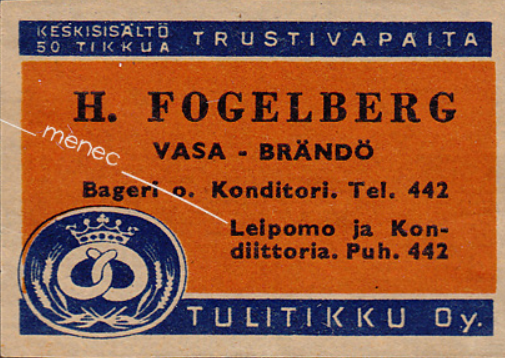 KESKISISÄLTÖ
50 TIKKUA
TRUSTIVAPAITA
H. FOGELBERG
VASA - BRÄNDÖ
Bageri o. Konditori. Tel. 442
Leipomo ja Kon-
diittoria. Puh. 442
TULITIKKU Oy.
menec